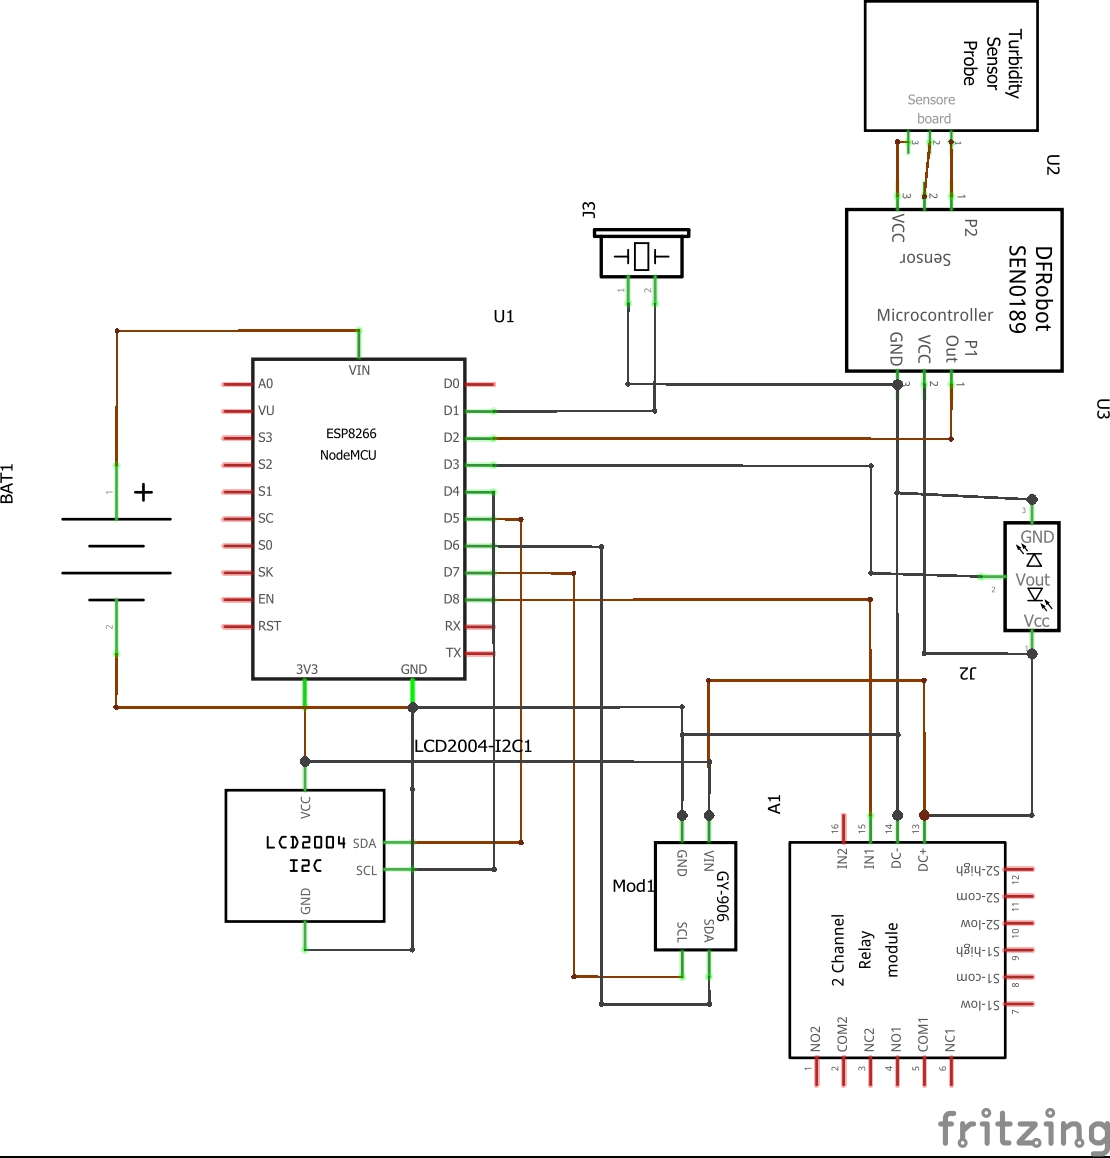 Turbidity
Sensor
Probe
Sensore
board
3
2
1
U2
3
2
1
VCC
P2
Sensor
DFRobot
SEN0189
Microcontroller
GND
VCC
Out
P1
3
2
1
U3
J3
1
2
U1
VIN
A0
VU
S3
S2
S1
SC
S0
SK
EN
RST
ESP8266
NodeMCU
D0
D1
D2
D3
D4
D5
D6
D7
D8
RX
TX
3V3
GND
BAT1
1
+
2
3
GND
Vout
2
Vcc
1
J2
LCD2004-I2C1
VCC
LCD2004
I2C
SDA
SCL
GND
Mod1
GND
VIN
GY-906
SCL
SDA
A1
16
15
14
13
IN2
IN1
DC-
DC+
2 Channel
Relay
module
S2-high
12
S2-com
11
S2-low
10
S1-high
9
S1-com
8
S1-low
7
NO2
COM2
NC2
NO1
COM1
NC1
1
2
3
4
5
6
fritzing